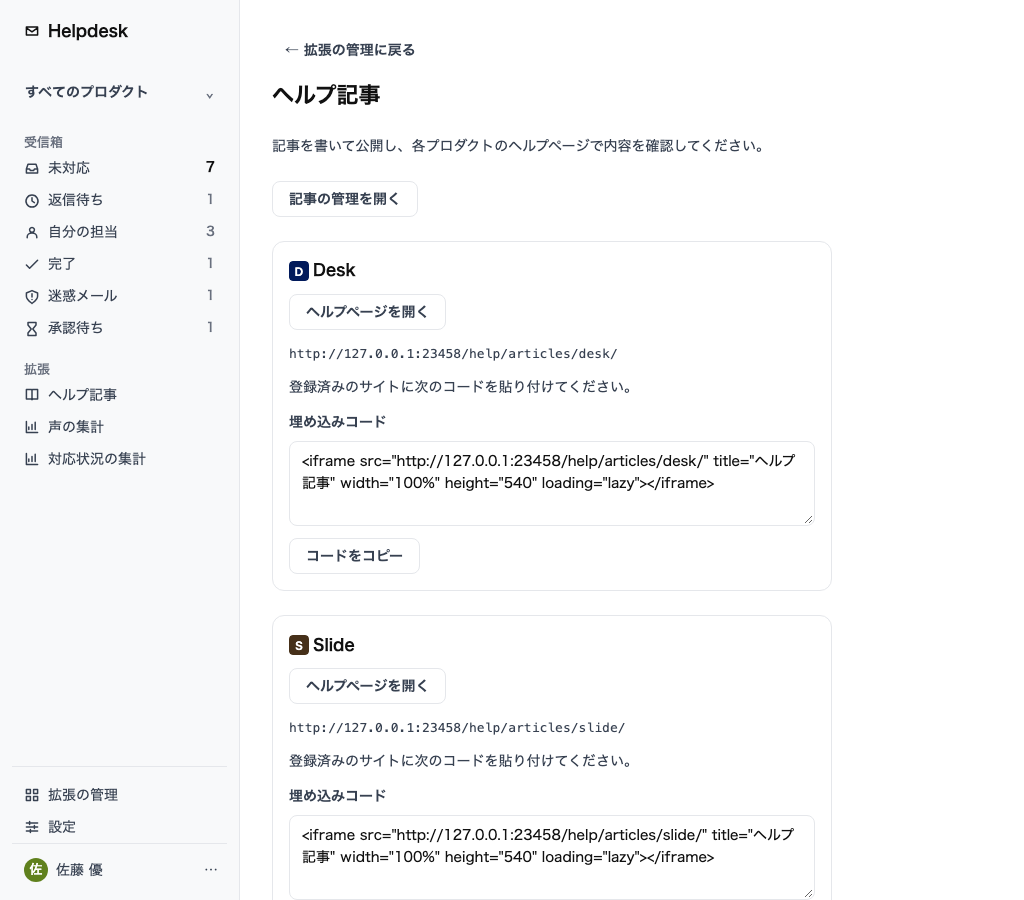 Helpdesk
すべてのプロダクト
受信箱
未対応 7
返信待ち 1
自分の担当 3
完了 1
迷惑メール 1
承認待ち 1
拡張
ヘルプ記事
声の集計
対応状況の集計
拡張の管理
設定
佐 佐藤 優 ...
← 拡張の管理に戻る
ヘルプ記事
記事を書いて公開し、各プロダクトのヘルプページで内容を確認してください。
記事の管理を開く
D Desk
ヘルプページを開く
http://127.0.0.1:23458/help/articles/desk/
登録済みのサイトに次のコードを貼り付けてください。
埋め込みコード
<iframe src="http://127.0.0.1:23458/help/articles/desk/" title="ヘルプ
記事" width="100%" height="540" loading="lazy"></iframe>
コードをコピー
S Slide
ヘルプページを開く
http://127.0.0.1:23458/help/articles/slide/
登録済みのサイトに次のコードを貼り付けてください。
埋め込みコード
<iframe src="http://127.0.0.1:23458/help/articles/slide/" title="ヘルプ
記事" width="100%" height="540" loading="lazy"></iframe>